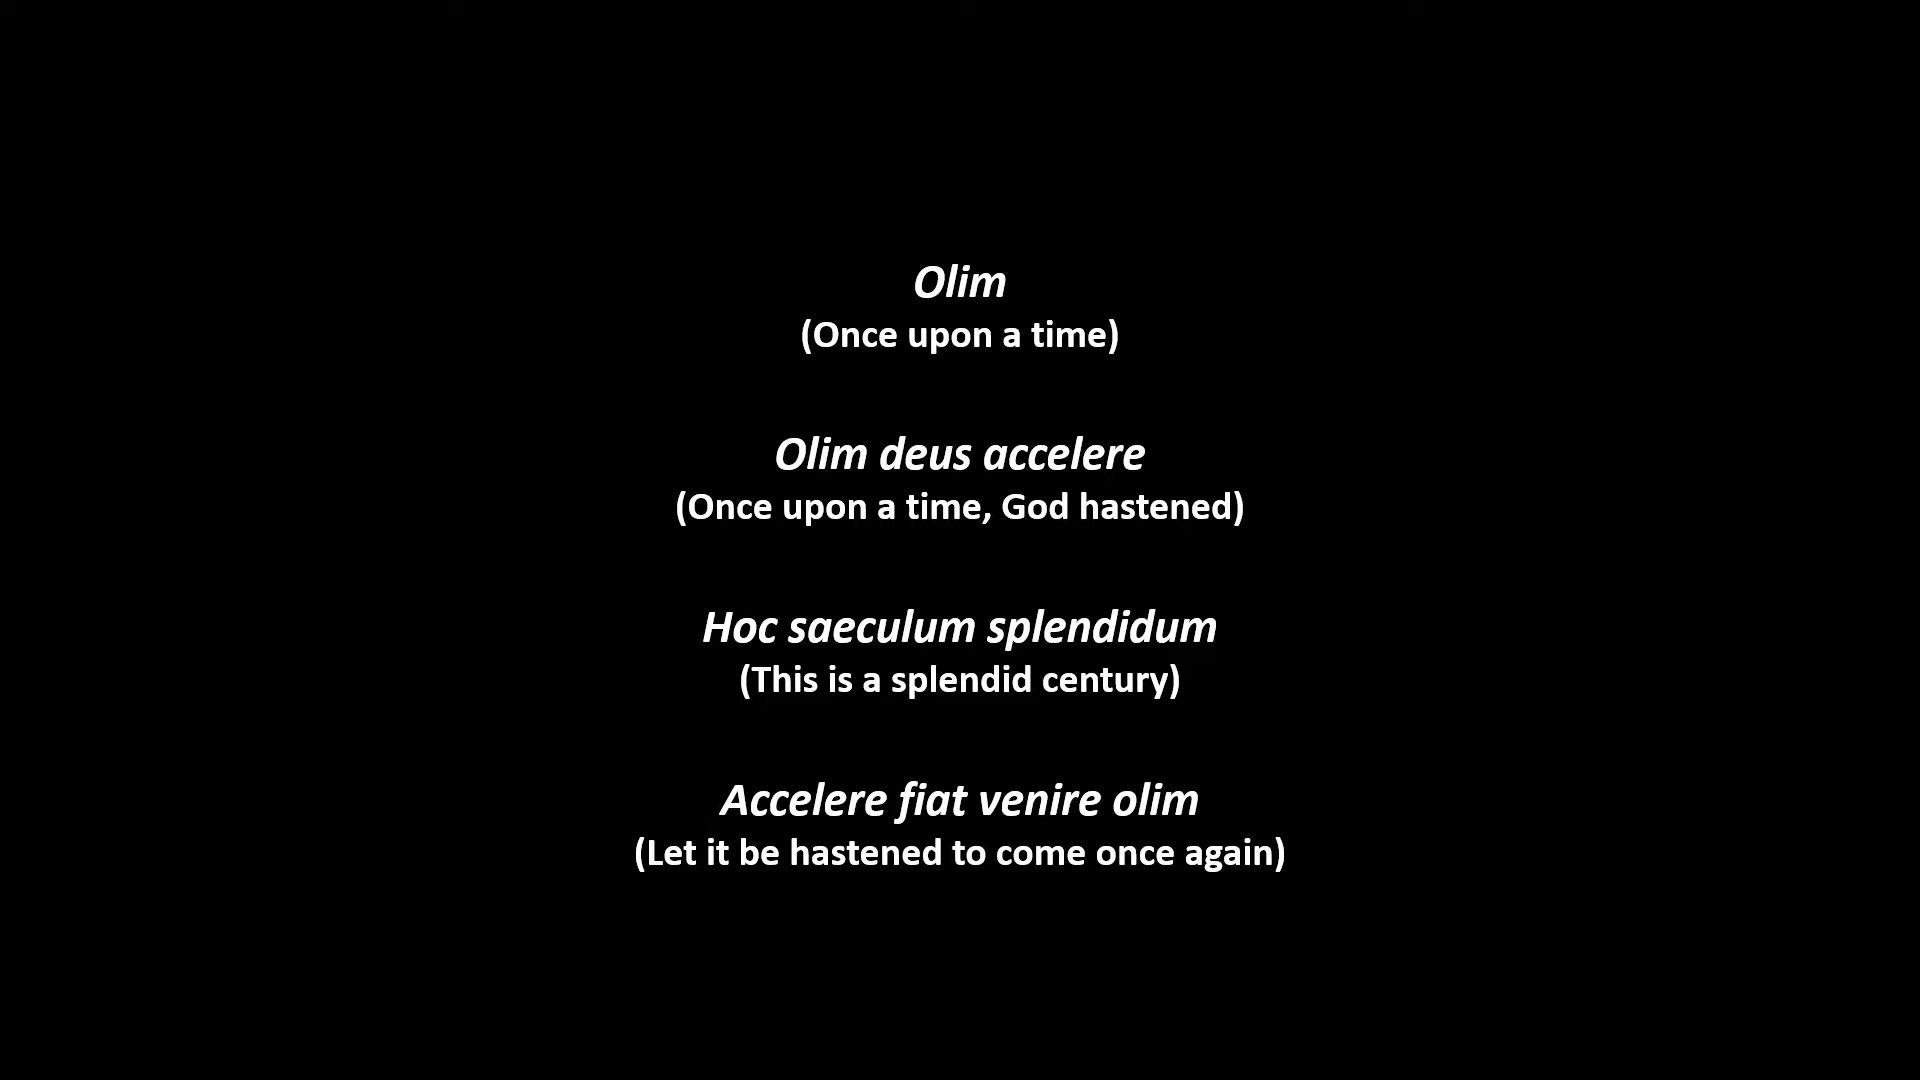 Olim
(Once upon a time)
Olim deus accelere
(Once upon a time, God hastened)
Hoc saeculum splendidum
(This is a splendid century)
Accelere fiat venire olim
(Let it be hastened to come once again)